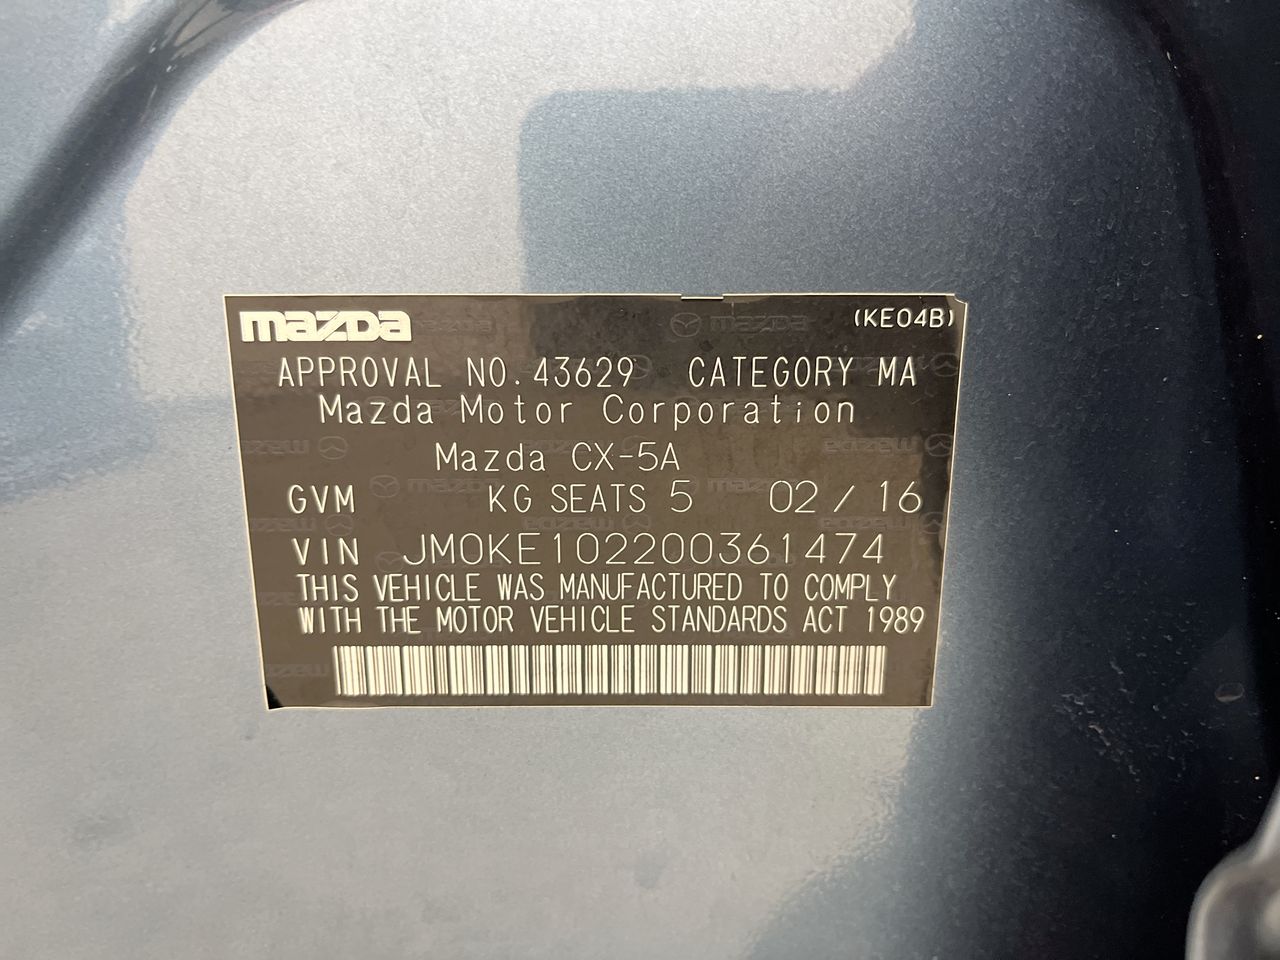 mazda (KE04B)
APPROVAL NO.43629 CATEGORY MA
Mazda Motor Corporation
Mazda CX-5A
GVM KG SEATS 5 02/16
VIN JM0KE102200361474
THIS VEHICLE WAS MANUFACTURED TO COMPLY
WITH THE MOTOR VEHICLE STANDARDS ACT 1989